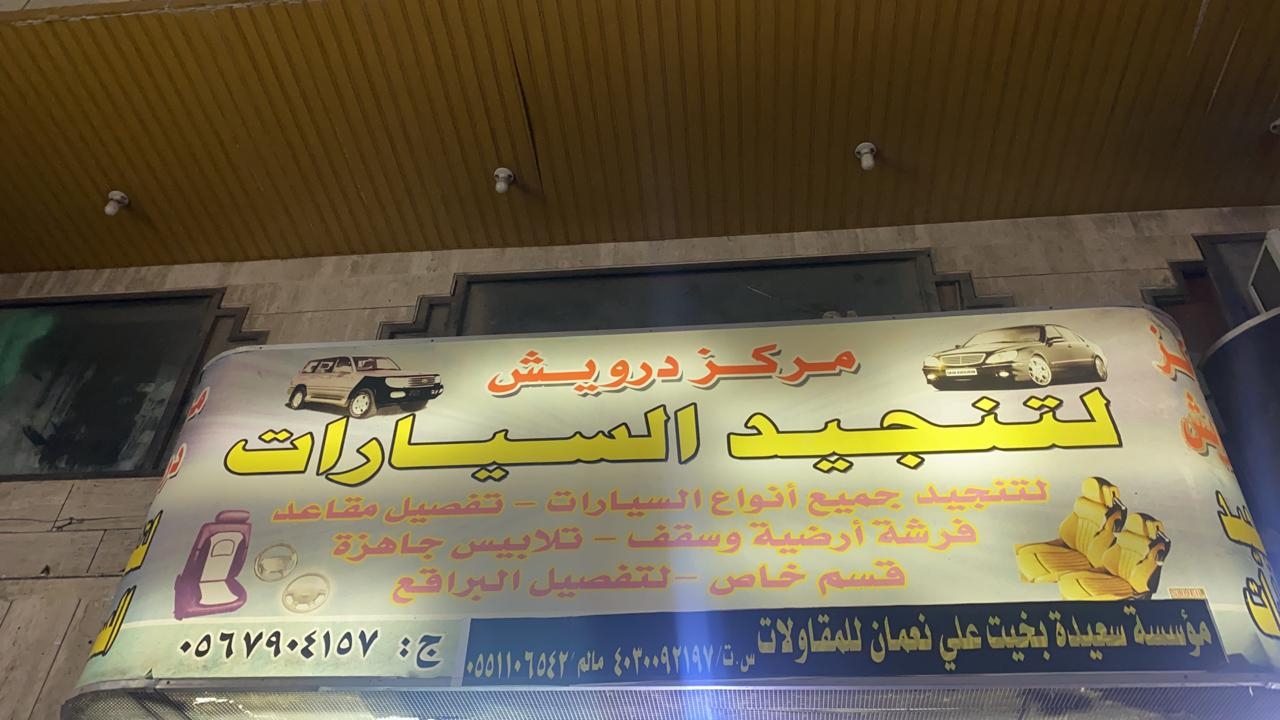 مركز درويش
لتنجيد السيارات
لتنجيد جميع أنواع السيارات - تفصيل مقاعد
فرشة أرضية وسقف - تلابيس جاهزة
قسم خاص - لتفصيل البراقع
ج: ٠٥٦٧٩٠٤١٥٧
مؤسسة سعيدة بخيت علي نعمان للمقاولات س.ت/٤٠٣٠٠٩٢١٩٧ مالم ٠٥٥١١٠٦٥٤٢